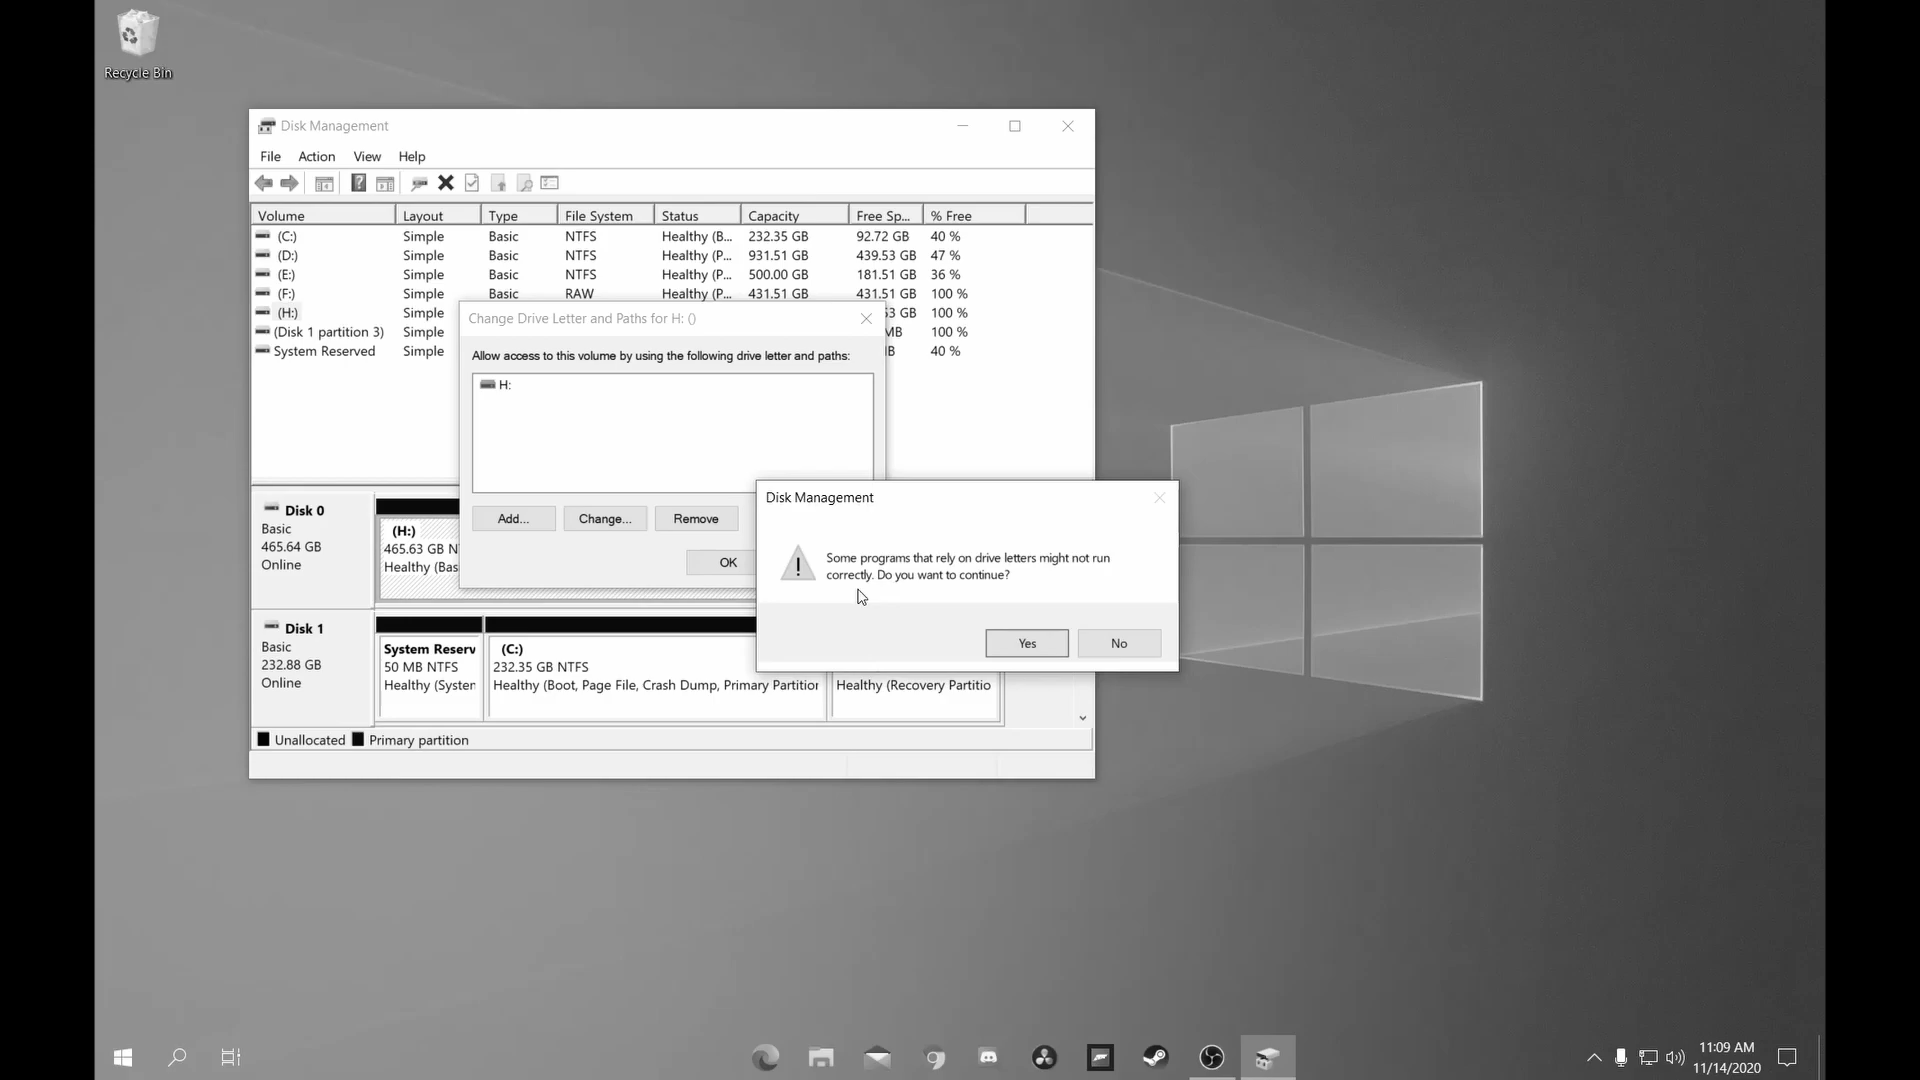 Recycle Bin
Disk Management
File Action View Help
Volume Layout Type File System Status Capacity Free Sp... % Free
(C:) Simple Basic NTFS Healthy (B... 232.35 GB 92.72 GB 40 %
(D:) Simple Basic NTFS Healthy (P... 931.51 GB 439.53 GB 47 %
(E:) Simple Basic NTFS Healthy (P... 500.00 GB 181.51 GB 36 %
(F:) Simple Basic RAW Healthy (P... 431.51 GB 431.51 GB 100 %
(H:) Simple GB 100 %
(Disk 1 partition 3) Simple MB 100 %
System Reserved Simple 40 %
Change Drive Letter and Paths for H: ()
Allow access to this volume by using the following drive letter and paths:
H:
Add... Change... Remove
OK
Disk Management
Some programs that rely on drive letters might not run
correctly. Do you want to continue?
Yes No
Disk 0
Basic
465.64 GB
Online
(H:)
465.63 GB N
Healthy (Bas
Disk 1
Basic
232.88 GB
Online
System Reserv
50 MB NTFS
Healthy (System
(C:)
232.35 GB NTFS
Healthy (Boot, Page File, Crash Dump, Primary Partition
Healthy (Recovery Partitio
Unallocated Primary partition
11:09 AM
11/14/2020